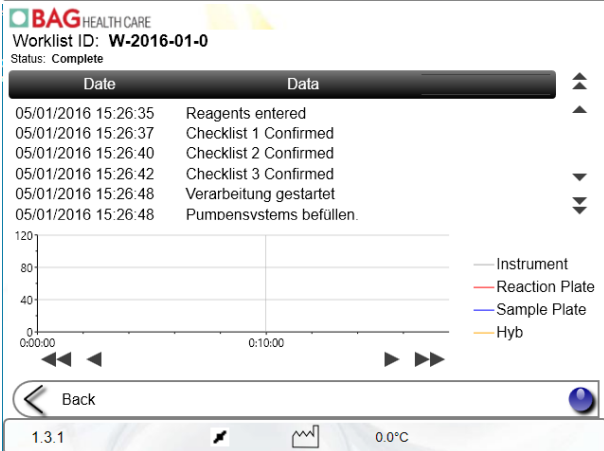 BAG HEALTH CARE
Worklist ID: W-2016-01-0
Status: Complete
Date Data
05/01/2016 15:26:35 Reagents entered
05/01/2016 15:26:37 Checklist 1 Confirmed
05/01/2016 15:26:40 Checklist 2 Confirmed
05/01/2016 15:26:42 Checklist 3 Confirmed
05/01/2016 15:26:48 Verarbeitung gestartet
05/01/2016 15:26:48 Pumpensystems befüllen.
120
80
40
0
0:00:00 0:10:00
Instrument
Reaction Plate
Sample Plate
Hyb
Back
1.3.1 0.0°C